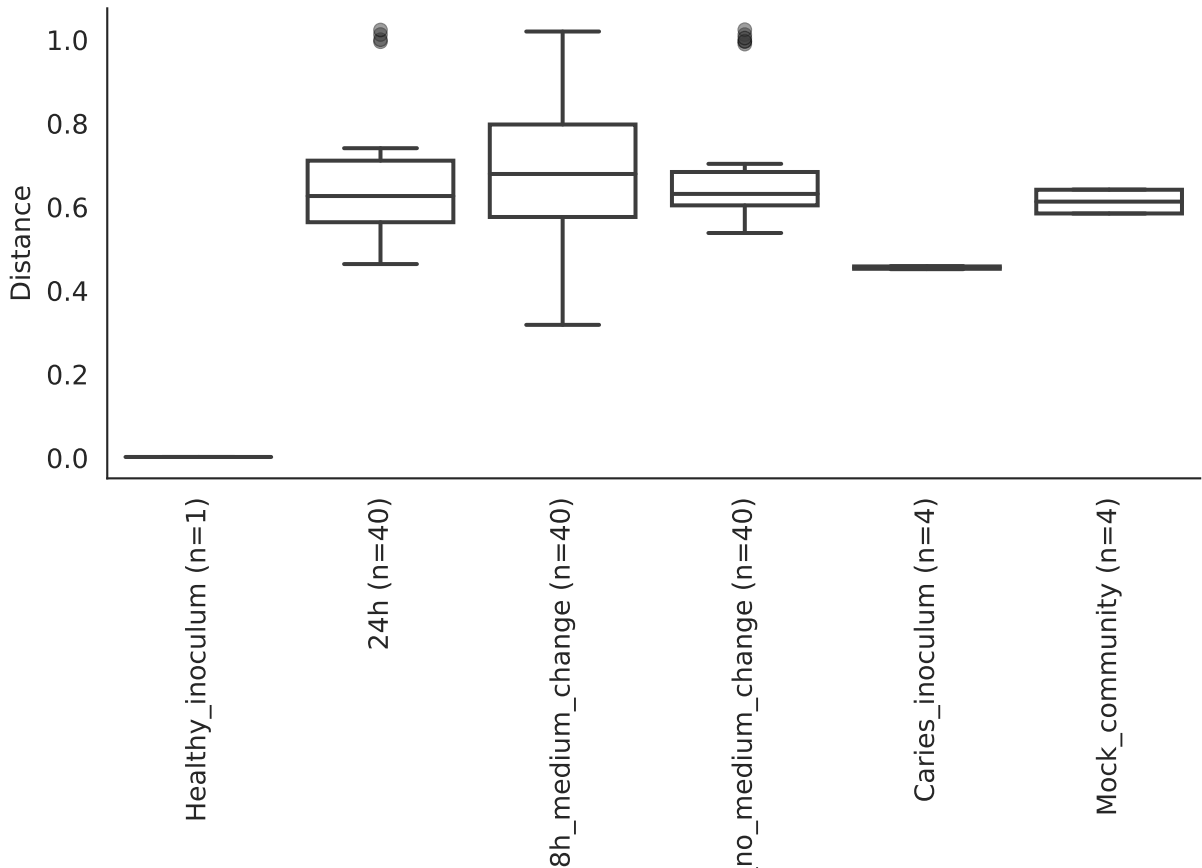 1.0
0.8
0.6
0.4
0.2
0.0
Distance
Healthy_inoculum (n=1)
24h (n=40)
8h_medium_change (n=40)
no_medium_change (n=40)
Caries_inoculum (n=4)
Mock_community (n=4)